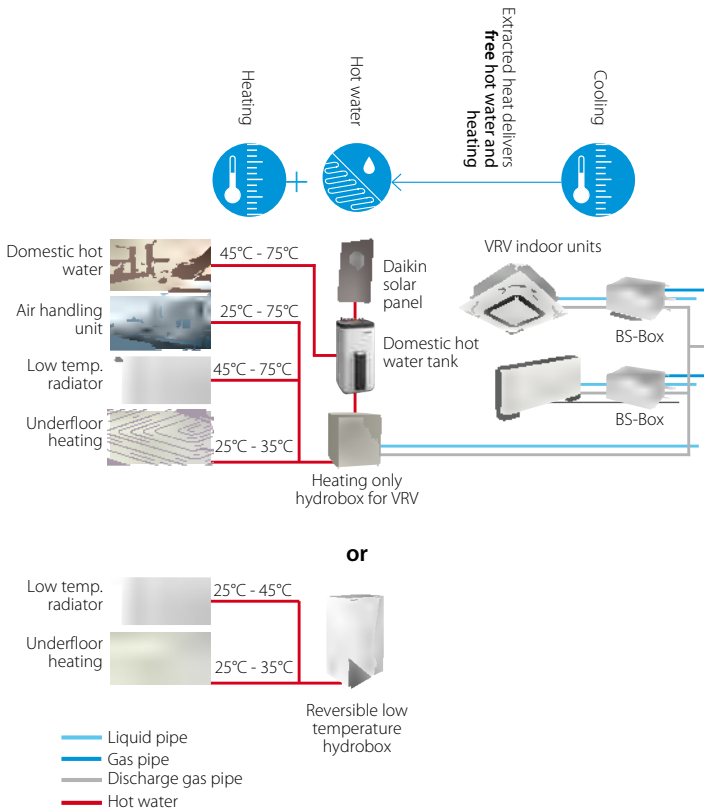 Heating
Hot water
Extracted heat delivers
free hot water and
heating
Cooling
Domestic hot
water
45°C - 75°C
Air handling
unit
25°C - 75°C
Low temp.
radiator
45°C - 75°C
Underfloor
heating
25°C - 35°C
Daikin
solar
panel
Domestic hot
water tank
Heating only
hydrobox for VRV
VRV indoor units
BS-Box
BS-Box
or
Low temp.
radiator
25°C - 45°C
Underfloor
heating
25°C - 35°C
Reversible low
temperature
hydrobox
Liquid pipe
Gas pipe
Discharge gas pipe
Hot water